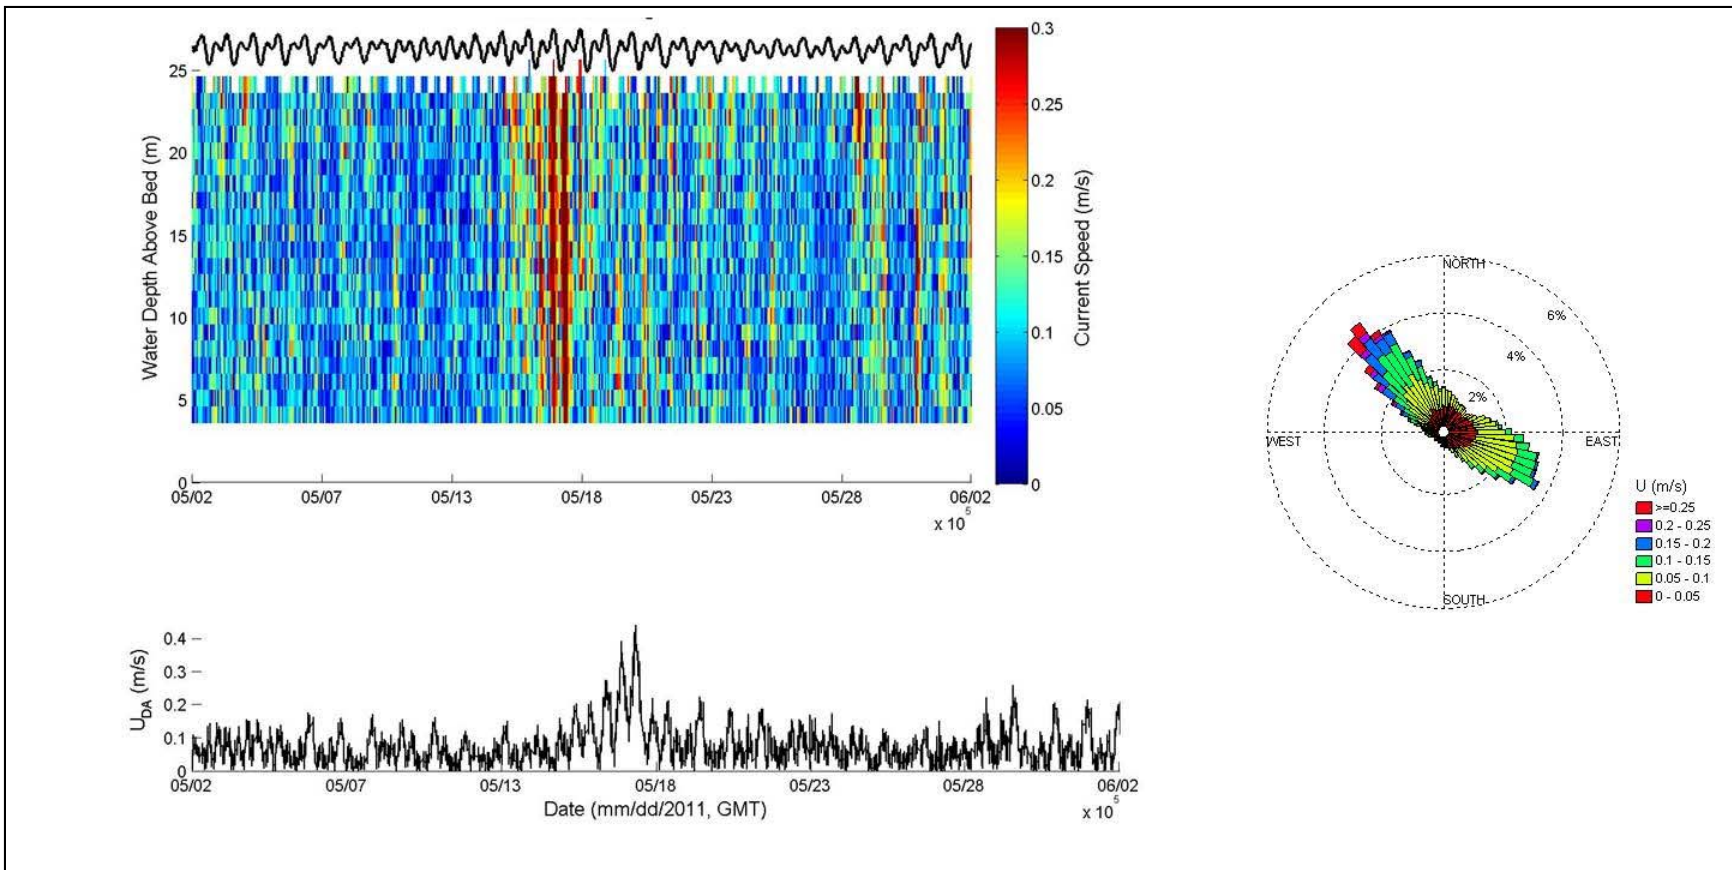 25
20
15
10
5
0
Water Depth Above Bed (m)
05/02 05/07 05/13 05/18 05/23 05/28 06/02
x 10^5
0.3
0.25
0.2
0.15
0.1
0.05
0
Current Speed (m/s)
NORTH
6%
4%
2%
WEST EAST
SOUTH
U (m/s)
>=0.25
0.2 - 0.25
0.15 - 0.2
0.1 - 0.15
0.05 - 0.1
0 - 0.05
0.4
0.3
0.2
0.1
0
U_DA (m/s)
05/02 05/07 05/13 05/18 05/23 05/28 06/02
Date (mm/dd/2011, GMT)
x 10^5